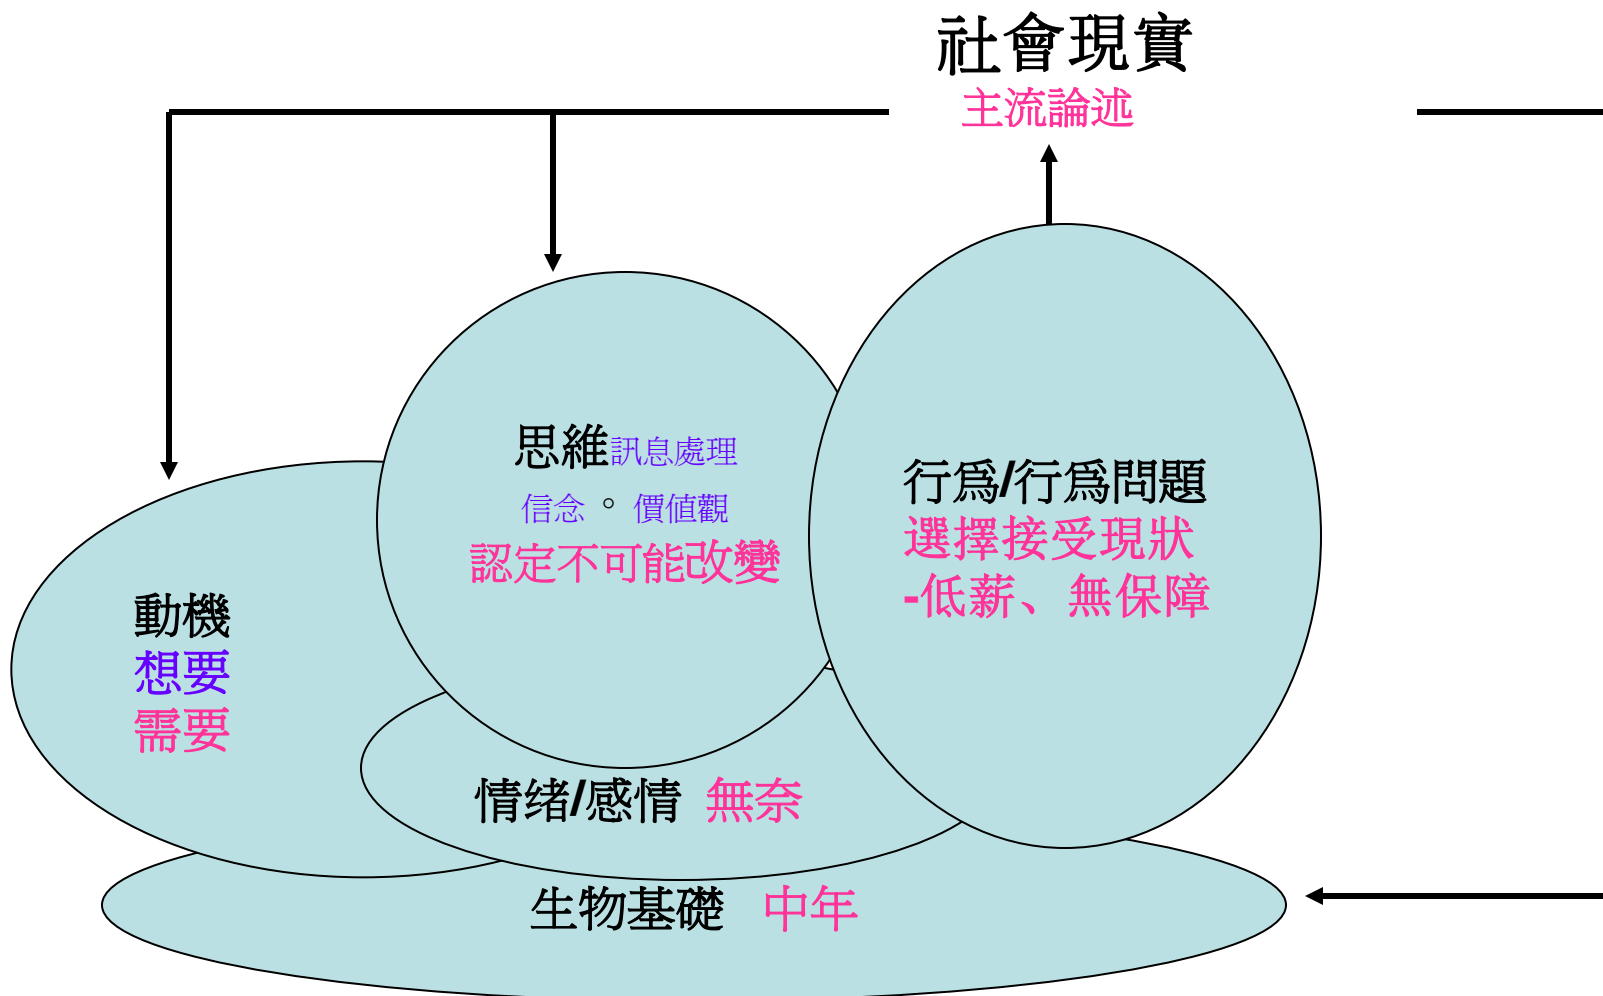 社會現實
主流論述
思維訊息處理
信念。價值觀
認定不可能改變
行為/行為問題
選擇接受現狀
-低薪、無保障
動機
想要
需要
情绪/感情 無奈
生物基礎 中年